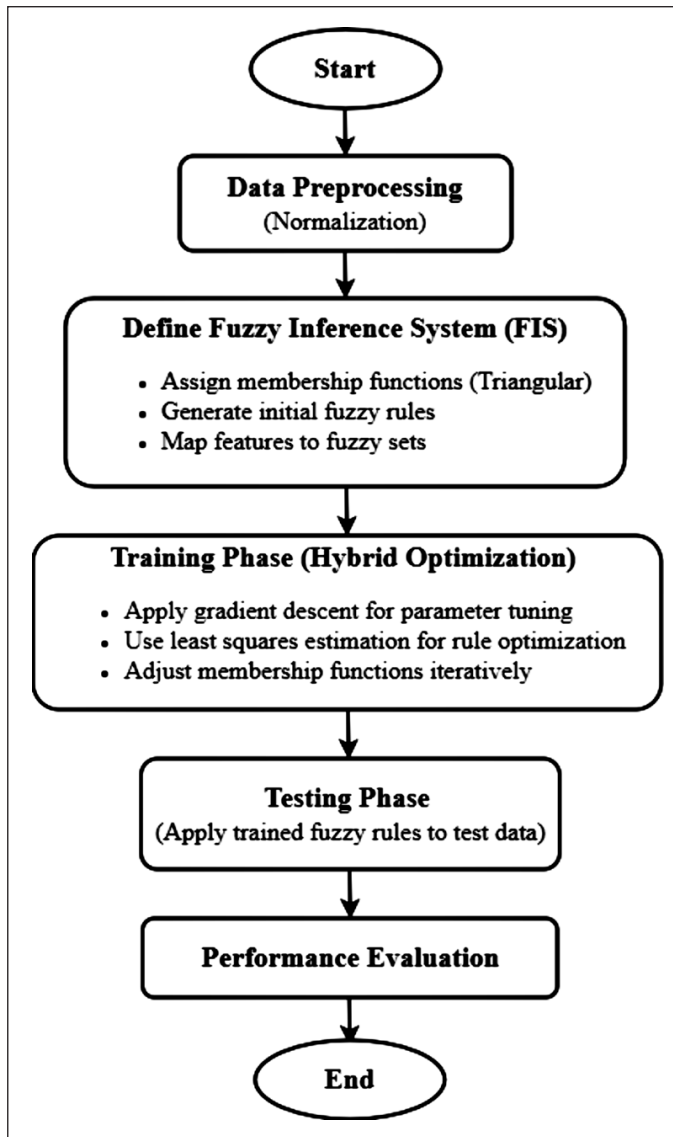 Start
Data Preprocessing
(Normalization)
Define Fuzzy Inference System (FIS)
• Assign membership functions (Triangular)
• Generate initial fuzzy rules
• Map features to fuzzy sets
Training Phase (Hybrid Optimization)
• Apply gradient descent for parameter tuning
• Use least squares estimation for rule optimization
• Adjust membership functions iteratively
Testing Phase
(Apply trained fuzzy rules to test data)
Performance Evaluation
End